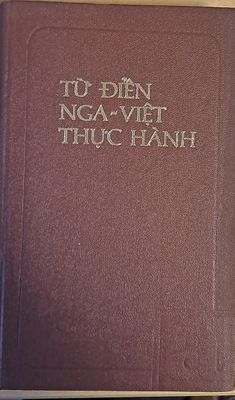 TỪ ĐIỂN
NGA-VIỆT
THỰC HÀNH